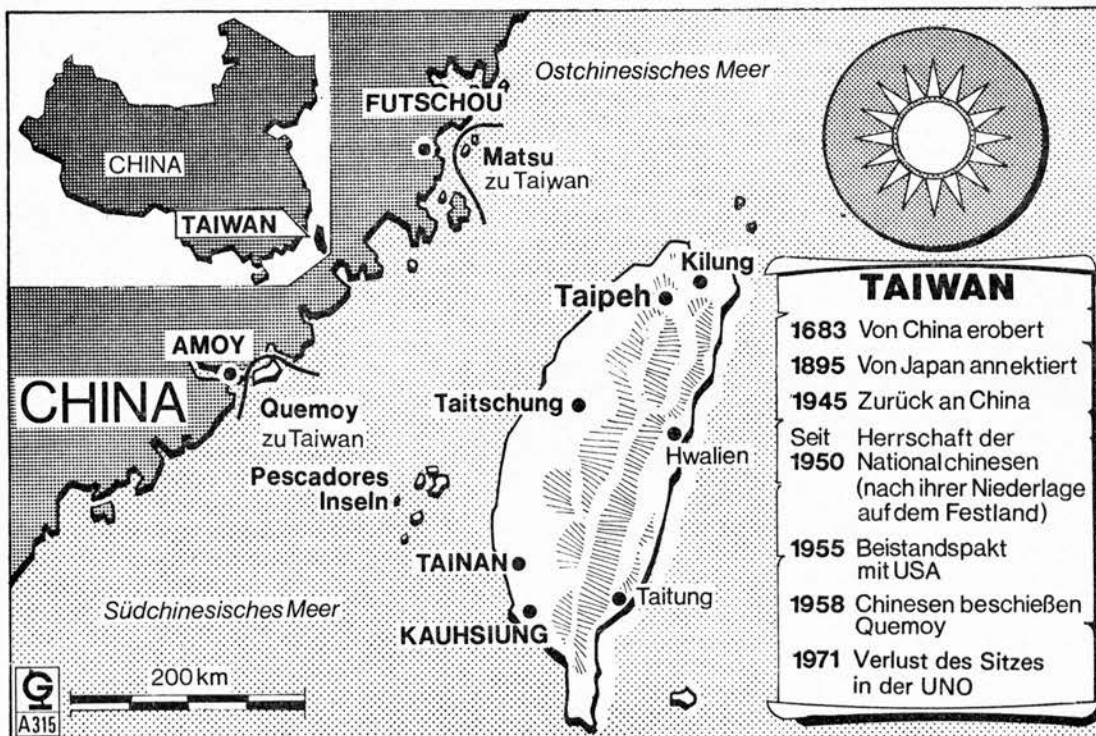 Ostchinesisches Meer
FUTSCHOU
CHINA
Matsu
zu Taiwan
TAIWAN
Kilung
Taipeh
AMOY
CHINA
Quemoy
zu Taiwan
Taitschung
Hwalien
Pescadores
Inseln
TAINAN
Taitung
Südchinesisches Meer
KAUHSIUNG
200 km
G
A315
TAIWAN
1683 Von China erobert
1895 Von Japan annektiert
1945 Zurück an China
Seit Herrschaft der
1950 Nationalchinesen
(nach ihrer Niederlage
auf dem Festland)
1955 Beistandspakt
mit USA
1958 Chinesen beschießen
Quemoy
1971 Verlust des Sitzes
in der UNO